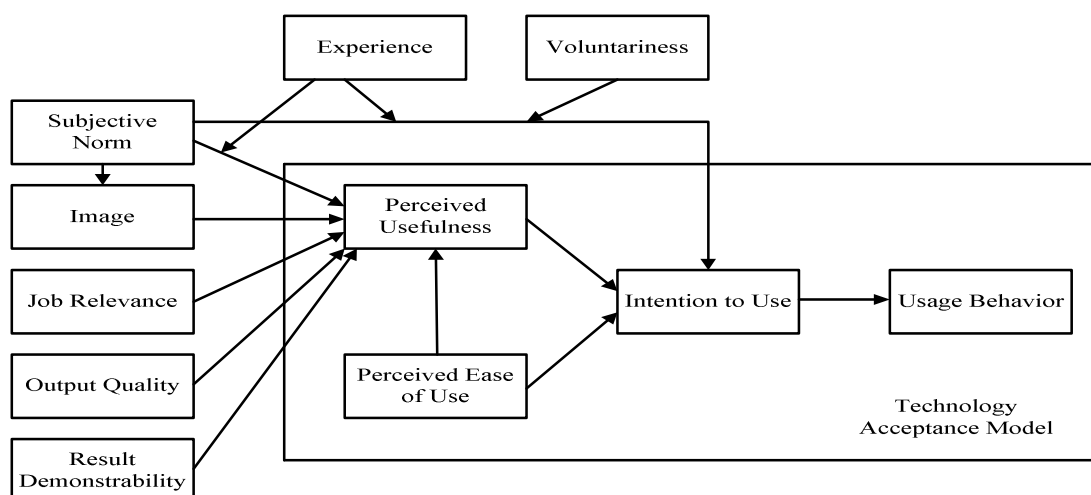 Experience
Voluntariness
Subjective
Norm
Image
Perceived
Usefulness
Job Relevance
Intention to Use
Usage Behavior
Output Quality
Perceived Ease
of Use
Technology
Acceptance Model
Result
Demonstrability